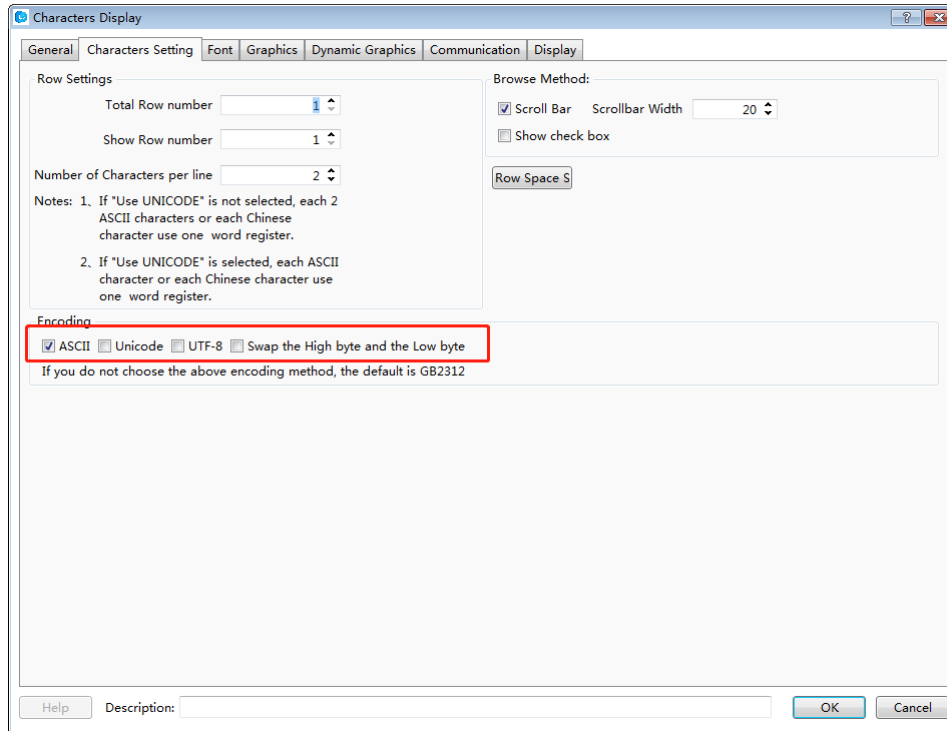 Characters Display
General Characters Setting Font Graphics Dynamic Graphics Communication Display
Row Settings
Total Row number 1
Show Row number 1
Number of Characters per line 2
Notes: 1、If "Use UNICODE" is not selected, each 2
ASCII characters or each Chinese
character use one word register.
2、If "Use UNICODE" is selected, each ASCII
character or each Chinese character use
one word register.
Browse Method:
Scroll Bar Scrollbar Width 20
Show check box
Row Space S
Encoding
ASCII Unicode UTF-8 Swap the High byte and the Low byte
If you do not choose the above encoding method, the default is GB2312
Help Description: OK Cancel